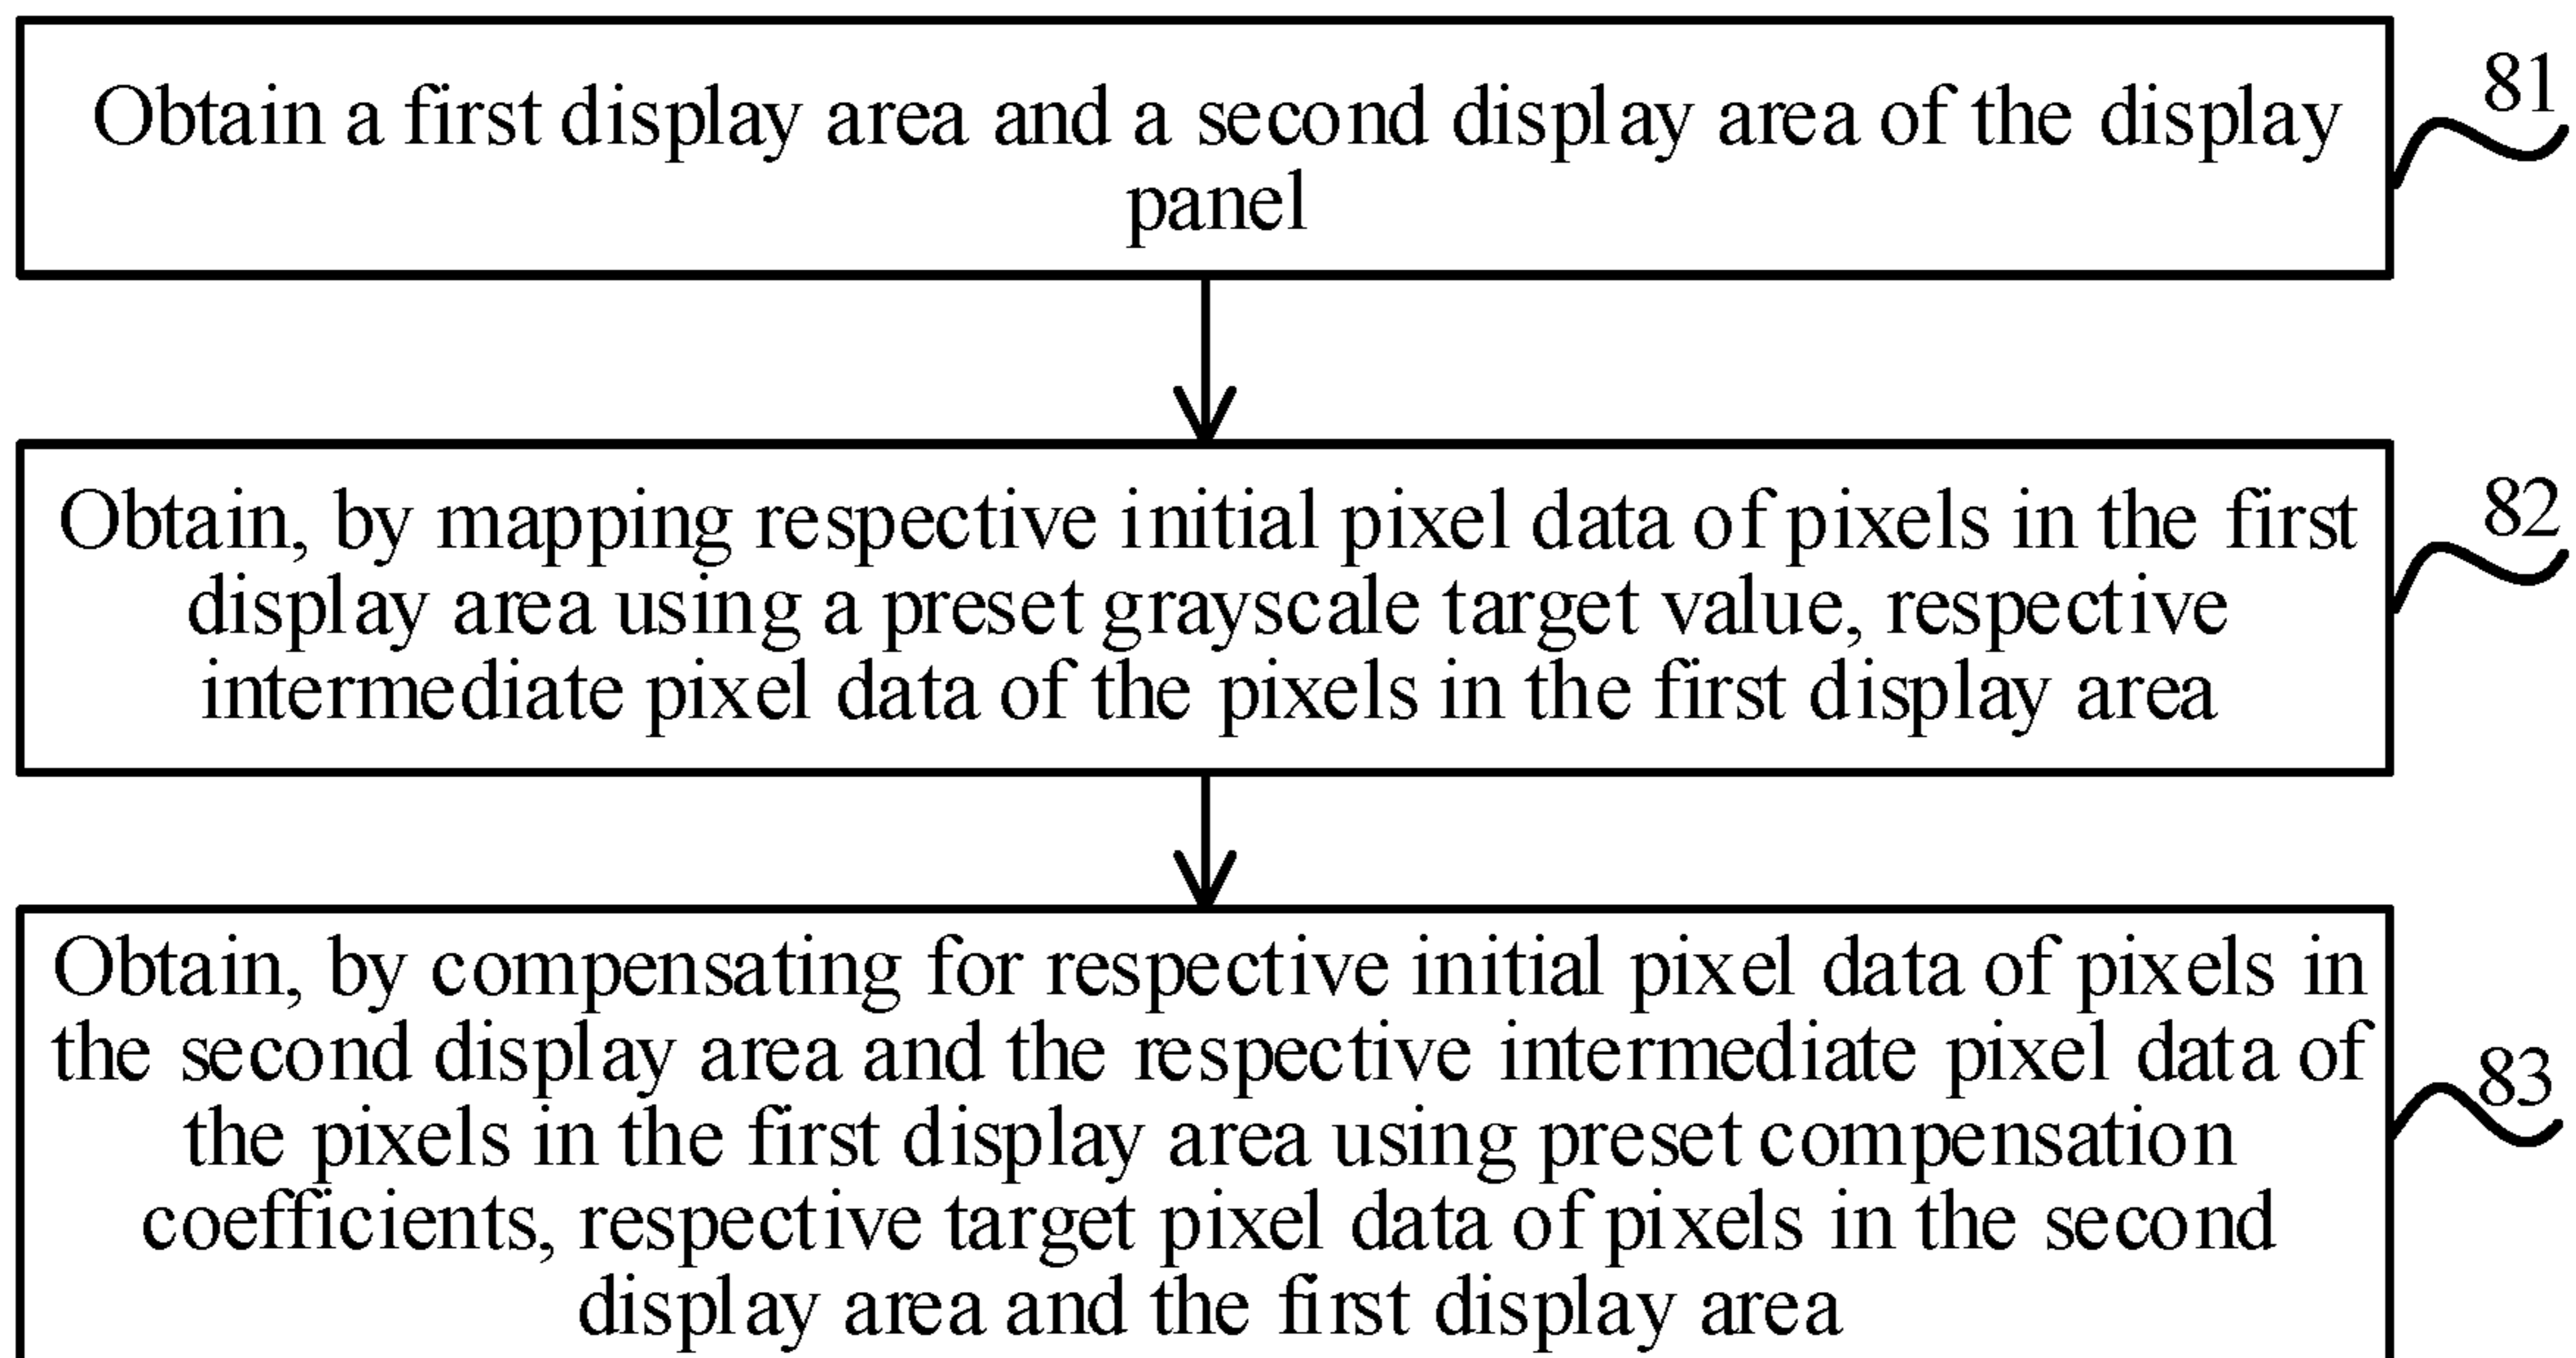 Obtain a first display area and a second display area of the display
panel
81
Obtain, by mapping respective initial pixel data of pixels in the first
display area using a preset grayscale target value, respective
intermediate pixel data of the pixels in the first display area
82
Obtain, by compensating for respective initial pixel data of pixels in
the second display area and the respective intermediate pixel data of
the pixels in the first display area using preset compensation
coefficients, respective target pixel data of pixels in the second
display area and the first display area
83